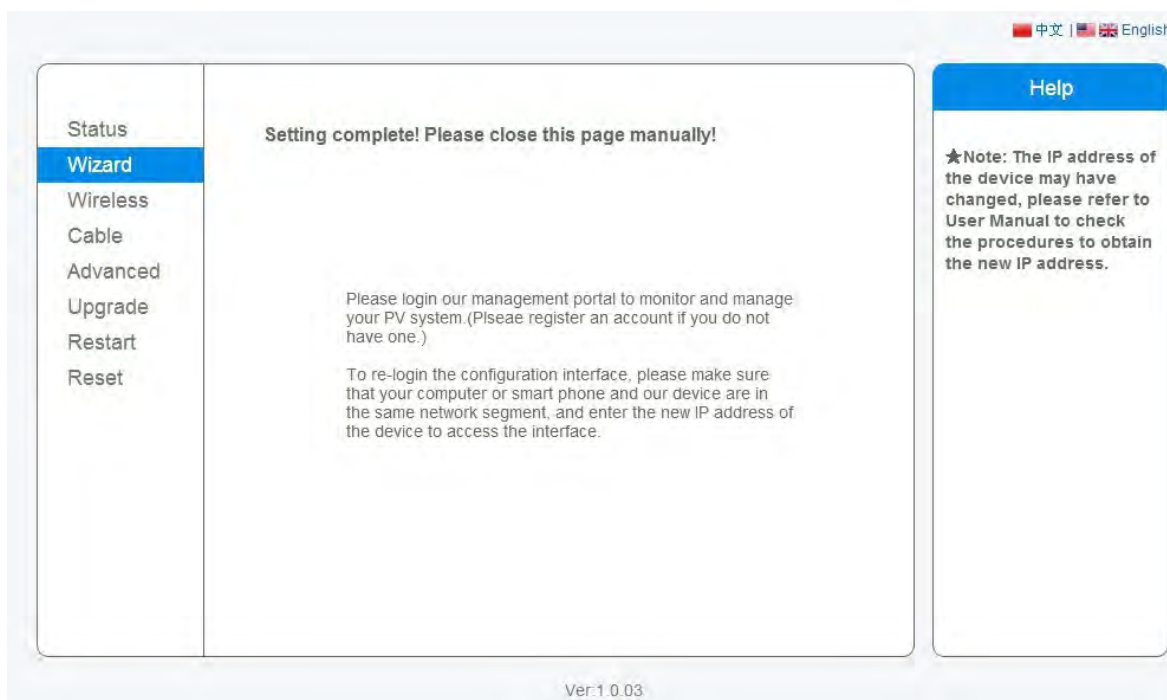 中文 | English
Status
Wizard
Wireless
Cable
Advanced
Upgrade
Restart
Reset
Setting complete! Please close this page manually!
Please login our management portal to monitor and manage
your PV system.(Plseae register an account if you do not
have one.)
To re-login the configuration interface, please make sure
that your computer or smart phone and our device are in
the same network segment, and enter the new IP address of
the device to access the interface.
Help
★Note: The IP address of
the device may have
changed, please refer to
User Manual to check
the procedures to obtain
the new IP address.
Ver:1.0.03